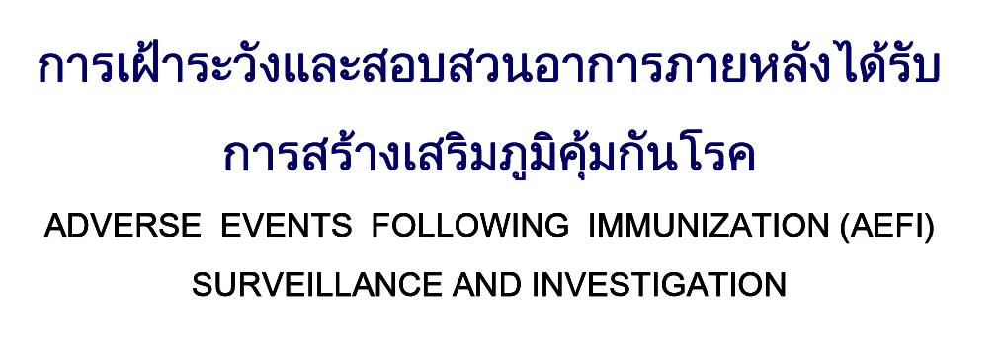 การเฝ้าระวังและสอบสวนอาการภายหลังได้รับ
การสร้างเสริมภูมิคุ้มกันโรค
ADVERSE EVENTS FOLLOWING IMMUNIZATION (AEFI)
SURVEILLANCE AND INVESTIGATION